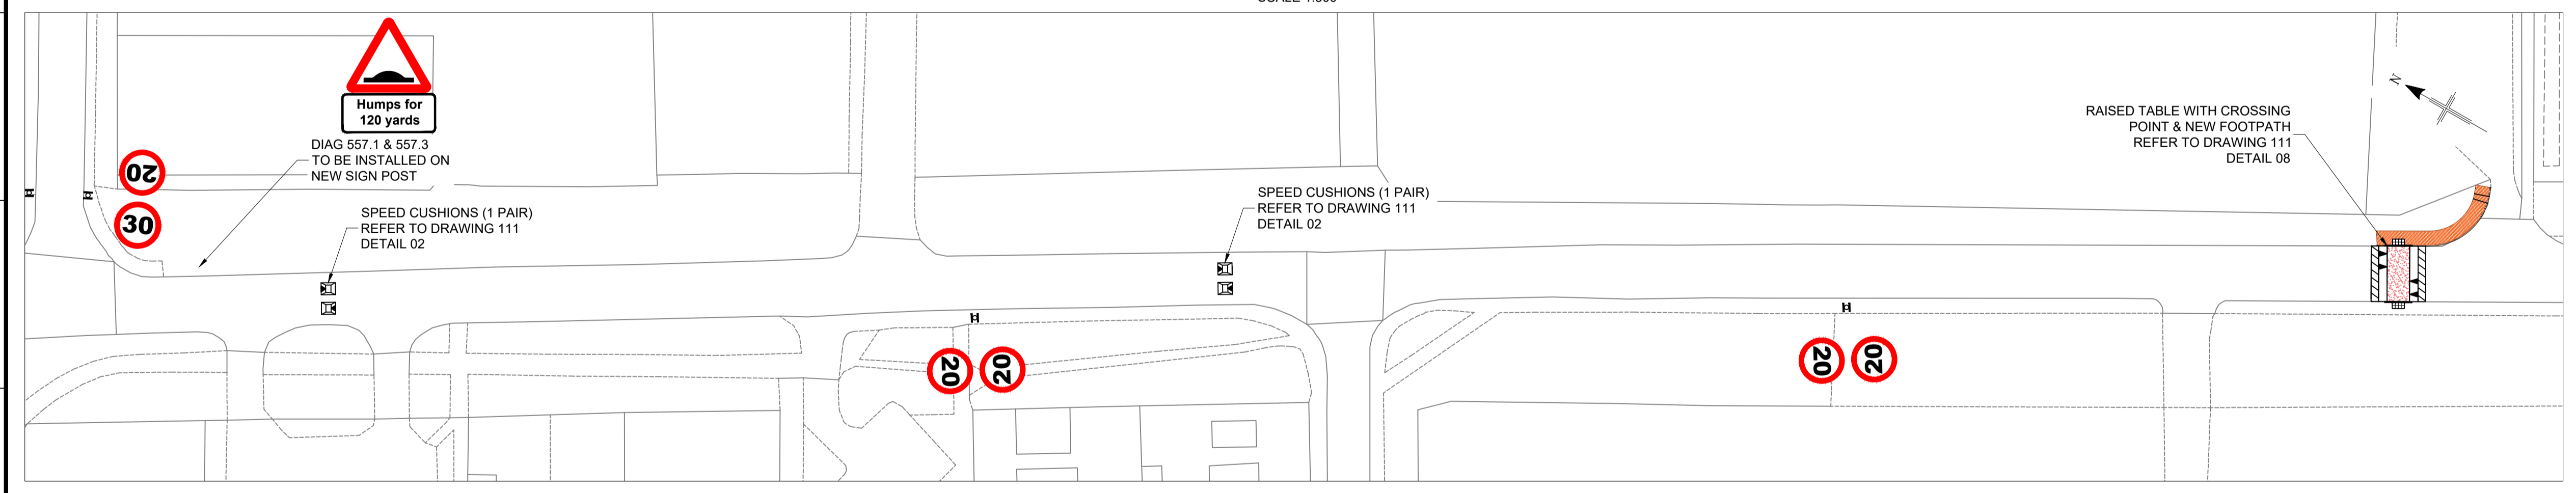 Humps for
120 yards
DIAG 557.1 & 557.3
TO BE INSTALLED ON
NEW SIGN POST
20
30
SPEED CUSHIONS (1 PAIR)
REFER TO DRAWING 111
DETAIL 02
SPEED CUSHIONS (1 PAIR)
REFER TO DRAWING 111
DETAIL 02
20
20
20
20
RAISED TABLE WITH CROSSING
POINT & NEW FOOTPATH
REFER TO DRAWING 111
DETAIL 08
N